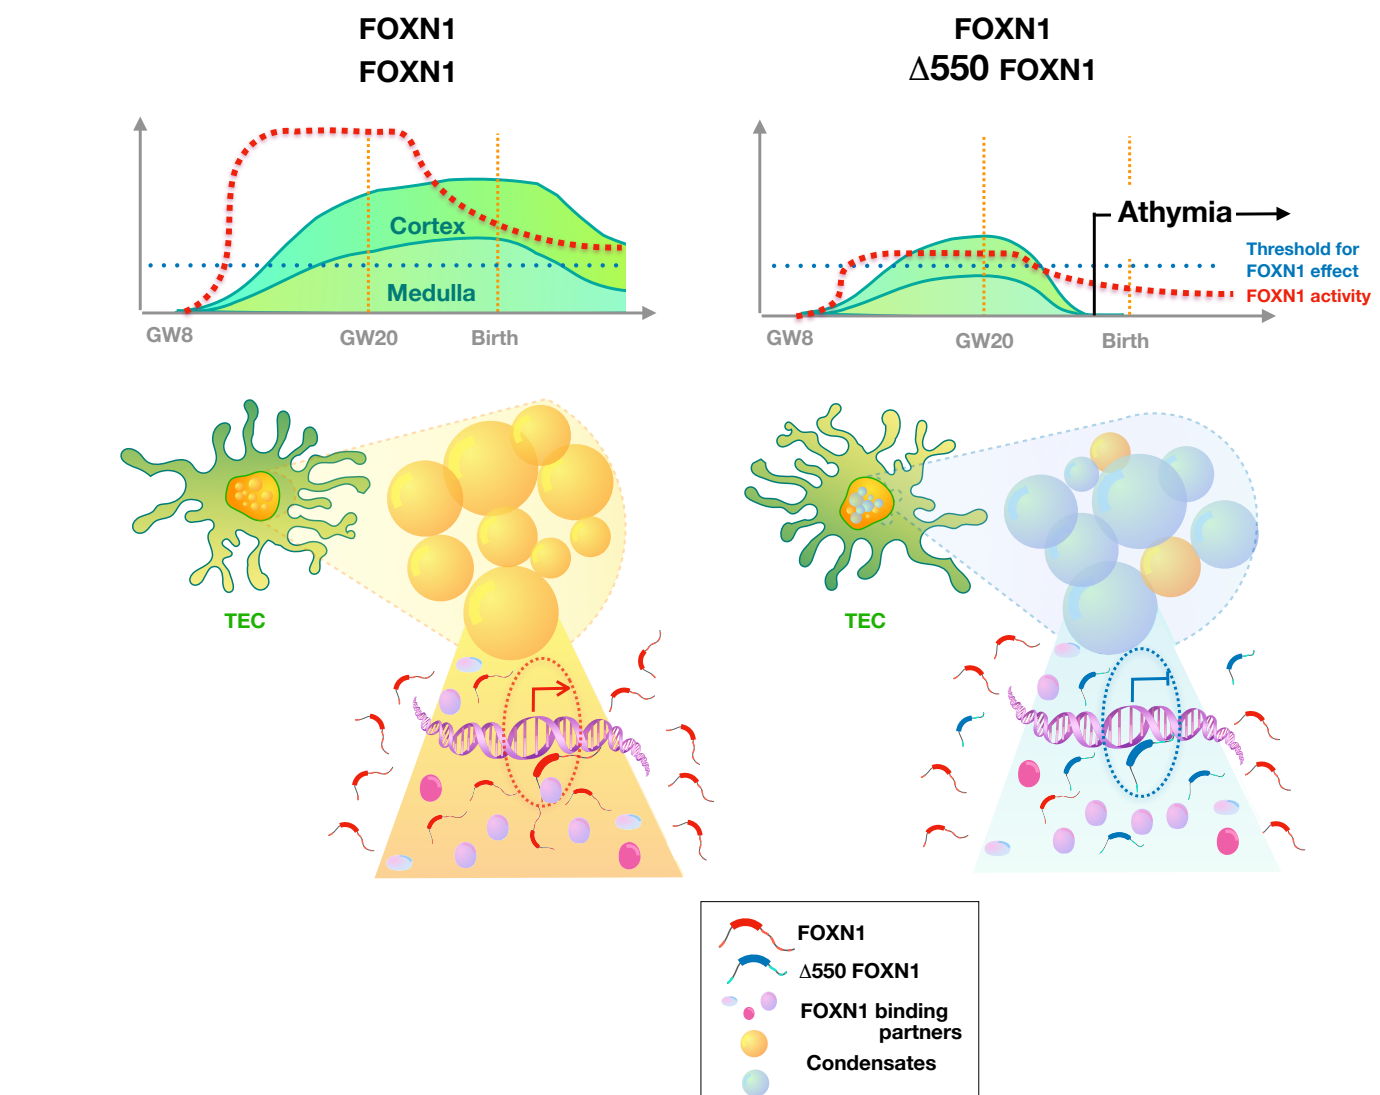 FOXN1
FOXN1
FOXN1
Δ550 FOXN1
Cortex
Medulla
GW8
GW20
Birth
Athymia
Threshold for
FOXN1 effect
FOXN1 activity
GW8
GW20
Birth
TEC
TEC
FOXN1
Δ550 FOXN1
FOXN1 binding
partners
Condensates